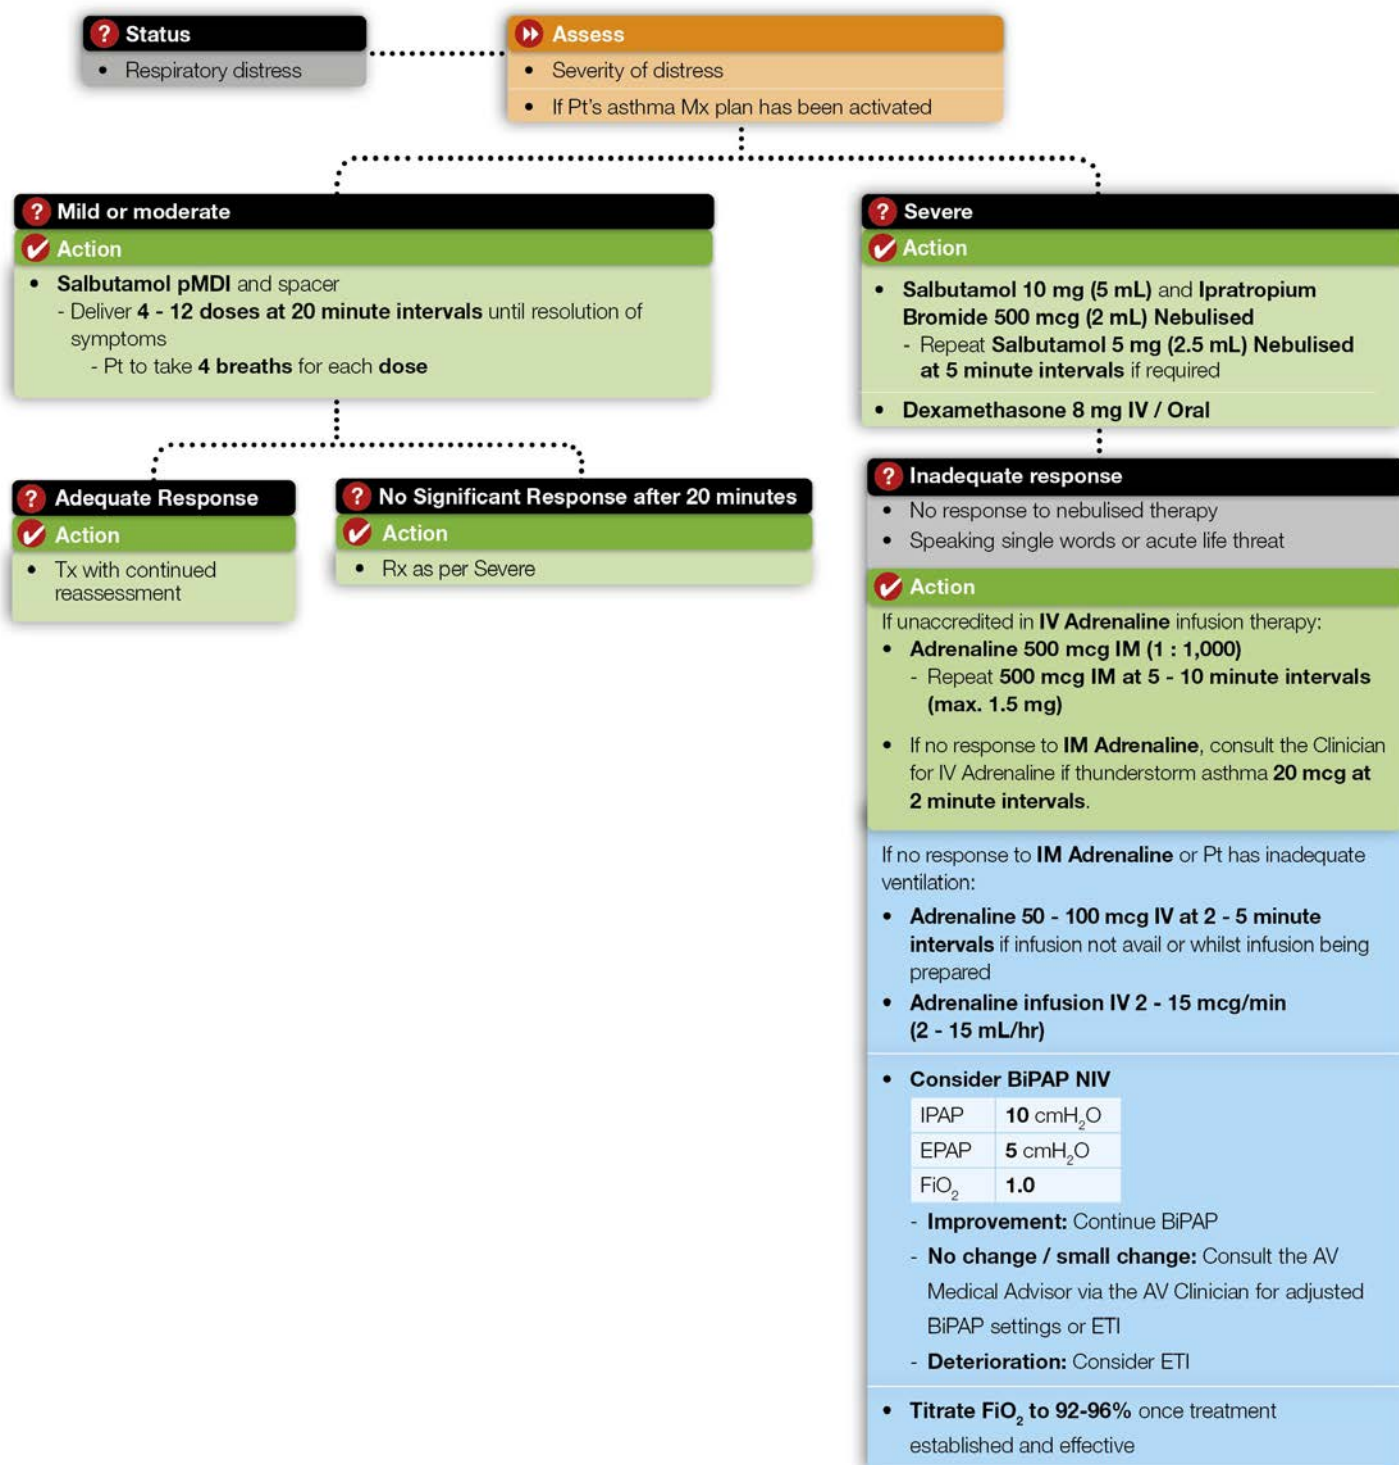 ? Status
• Respiratory distress
Assess
• Severity of distress
• If Pt's asthma Mx plan has been activated
? Mild or moderate
Action
• Salbutamol pMDI and spacer
- Deliver 4 - 12 doses at 20 minute intervals until resolution of
symptoms
- Pt to take 4 breaths for each dose
? Adequate Response
Action
• Tx with continued
reassessment
? No Significant Response after 20 minutes
Action
• Rx as per Severe
? Severe
Action
• Salbutamol 10 mg (5 mL) and Ipratropium
Bromide 500 mcg (2 mL) Nebulised
- Repeat Salbutamol 5 mg (2.5 mL) Nebulised
at 5 minute intervals if required
• Dexamethasone 8 mg IV / Oral
? Inadequate response
• No response to nebulised therapy
• Speaking single words or acute life threat
Action
If unaccredited in IV Adrenaline infusion therapy:
• Adrenaline 500 mcg IM (1 : 1,000)
- Repeat 500 mcg IM at 5 - 10 minute intervals
(max. 1.5 mg)
• If no response to IM Adrenaline, consult the Clinician
for IV Adrenaline if thunderstorm asthma 20 mcg at
2 minute intervals.
If no response to IM Adrenaline or Pt has inadequate
ventilation:
• Adrenaline 50 - 100 mcg IV at 2 - 5 minute
intervals if infusion not avail or whilst infusion being
prepared
• Adrenaline infusion IV 2 - 15 mcg/min
(2 - 15 mL/hr)
• Consider BiPAP NIV
IPAP 10 cmH₂O
EPAP 5 cmH₂O
FiO₂ 1.0
- Improvement: Continue BiPAP
- No change / small change: Consult the AV
Medical Advisor via the AV Clinician for adjusted
BiPAP settings or ETI
- Deterioration: Consider ETI
• Titrate FiO₂ to 92-96% once treatment
established and effective